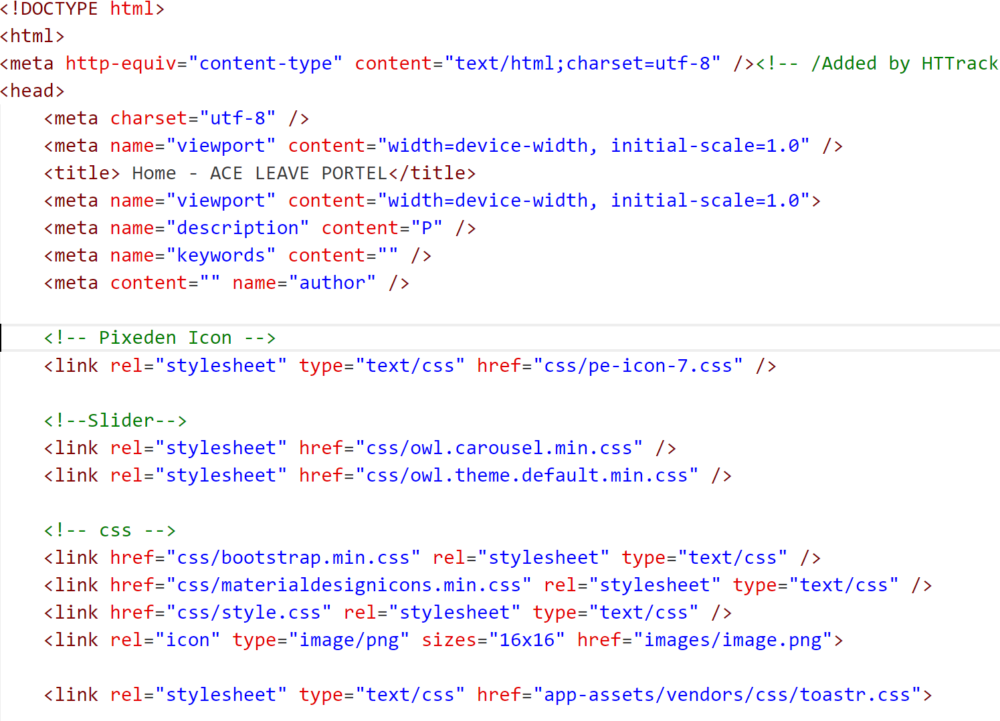 <!DOCTYPE html>
<html>
<meta http-equiv="content-type" content="text/html;charset=utf-8" /><!-- /Added by HTTrack
<head>
<meta charset="utf-8" />
<meta name="viewport" content="width=device-width, initial-scale=1.0" />
<title> Home - ACE LEAVE PORTEL</title>
<meta name="viewport" content="width=device-width, initial-scale=1.0">
<meta name="description" content="P" />
<meta name="keywords" content="" />
<meta content="" name="author" />
<!-- Pixeden Icon -->
<link rel="stylesheet" type="text/css" href="css/pe-icon-7.css" />
<!--Slider-->
<link rel="stylesheet" href="css/owl.carousel.min.css" />
<link rel="stylesheet" href="css/owl.theme.default.min.css" />
<!-- css -->
<link href="css/bootstrap.min.css" rel="stylesheet" type="text/css" />
<link href="css/materialdesignicons.min.css" rel="stylesheet" type="text/css" />
<link href="css/style.css" rel="stylesheet" type="text/css" />
<link rel="icon" type="image/png" sizes="16x16" href="images/image.png">
<link rel="stylesheet" type="text/css" href="app-assets/vendors/css/toastr.css">